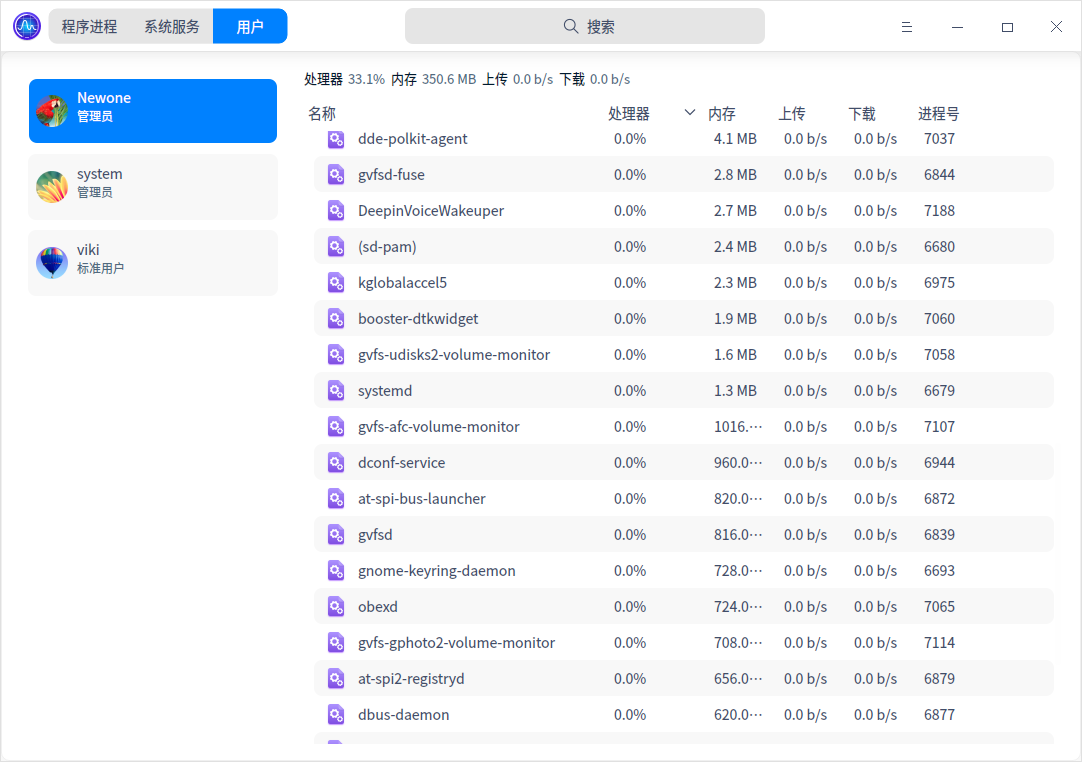 程序进程 系统服务 用户 搜索
Newone
管理员
system
管理员
viki
标准用户
处理器 33.1% 内存 350.6 MB 上传 0.0 b/s 下载 0.0 b/s
名称 处理器 内存 上传 下载 进程号
dde-polkit-agent 0.0% 4.1 MB 0.0 b/s 0.0 b/s 7037
gvfsd-fuse 0.0% 2.8 MB 0.0 b/s 0.0 b/s 6844
DeepinVoiceWakeuper 0.0% 2.7 MB 0.0 b/s 0.0 b/s 7188
(sd-pam) 0.0% 2.4 MB 0.0 b/s 0.0 b/s 6680
kglobalaccel5 0.0% 2.3 MB 0.0 b/s 0.0 b/s 6975
booster-dtkwidget 0.0% 1.9 MB 0.0 b/s 0.0 b/s 7060
gvfs-udisks2-volume-monitor 0.0% 1.6 MB 0.0 b/s 0.0 b/s 7058
systemd 0.0% 1.3 MB 0.0 b/s 0.0 b/s 6679
gvfs-afc-volume-monitor 0.0% 1016.… 0.0 b/s 0.0 b/s 7107
dconf-service 0.0% 960.0… 0.0 b/s 0.0 b/s 6944
at-spi-bus-launcher 0.0% 820.0… 0.0 b/s 0.0 b/s 6872
gvfsd 0.0% 816.0… 0.0 b/s 0.0 b/s 6839
gnome-keyring-daemon 0.0% 728.0… 0.0 b/s 0.0 b/s 6693
obexd 0.0% 724.0… 0.0 b/s 0.0 b/s 7065
gvfs-gphoto2-volume-monitor 0.0% 708.0… 0.0 b/s 0.0 b/s 7114
at-spi2-registryd 0.0% 656.0… 0.0 b/s 0.0 b/s 6879
dbus-daemon 0.0% 620.0… 0.0 b/s 0.0 b/s 6877